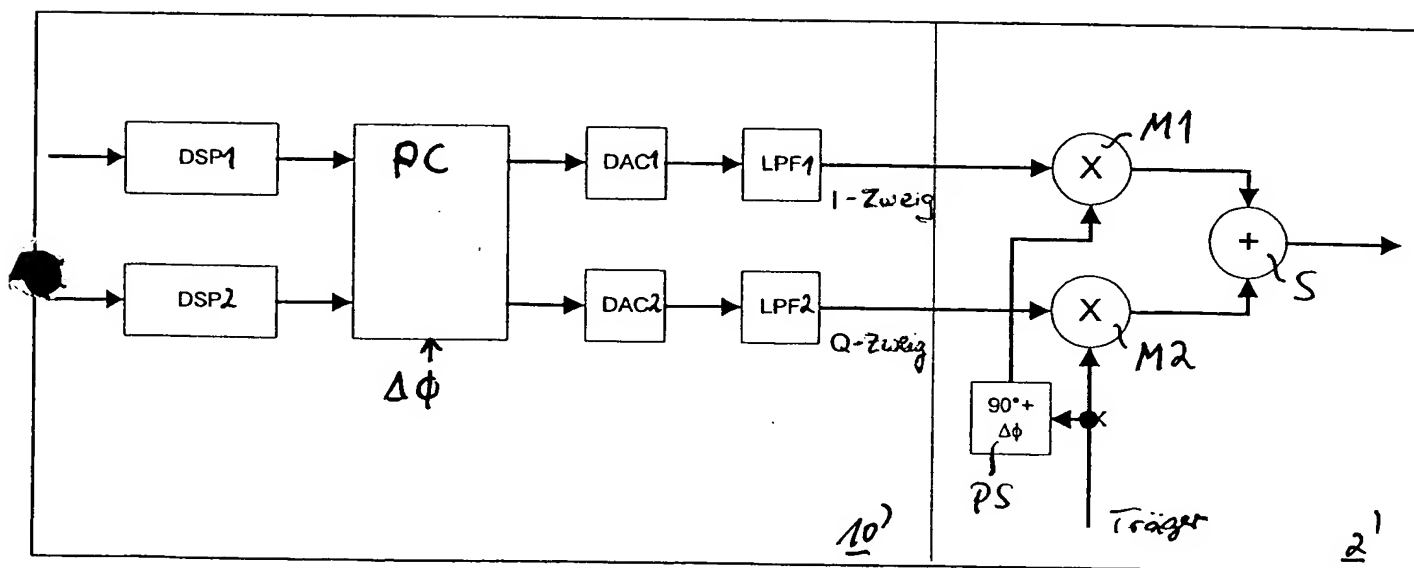 M1
DSP1
PC
DAC1
LPF1
X
I-Zweig
+
S
DSP2
DAC2
LPF2
X
Q-Zweig
M2
Δϕ
90°+
Δϕ
PS
Träger
10'
2'